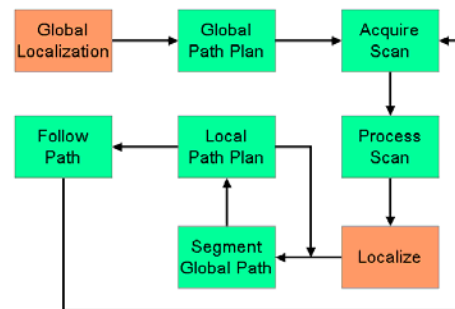 Global
Localization
Global
Path Plan
Acquire
Scan
Follow
Path
Local
Path Plan
Process
Scan
Segment
Global Path
Localize